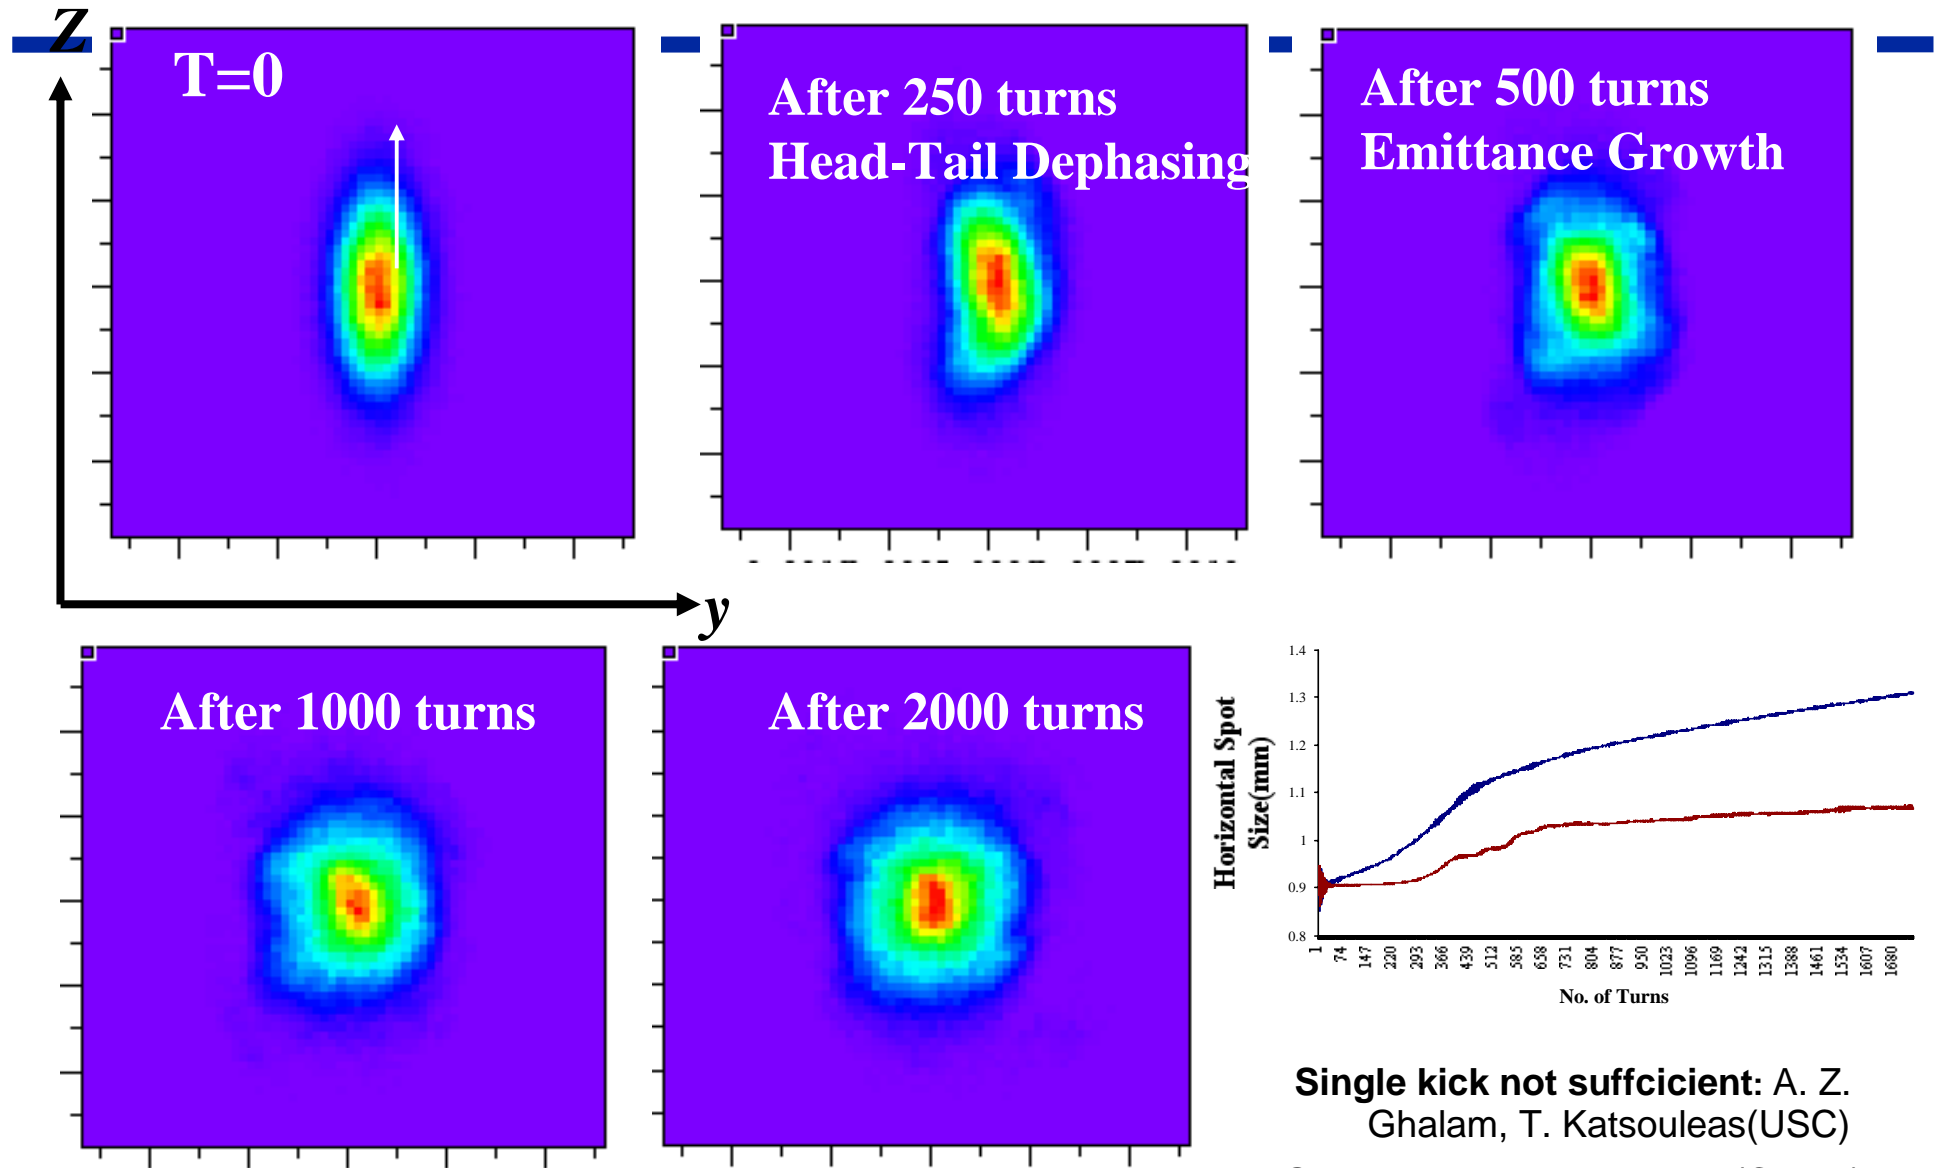 Z
T=0
After 250 turns
Head-Tail Dephasing
After 500 turns
Emittance Growth
y
After 1000 turns
After 2000 turns
Horizontal Spot
Size(mm)
1.4
1.3
1.2
1.1
1
0.9
0.8
1 74 147 220 293 366 439 512 585 658 731 804 877 950 1023 1096 1169 1242 1315 1388 1461 1534 1607 1680
No. of Turns
Single kick not suffcicient: A. Z.
Ghalam, T. Katsouleas(USC)